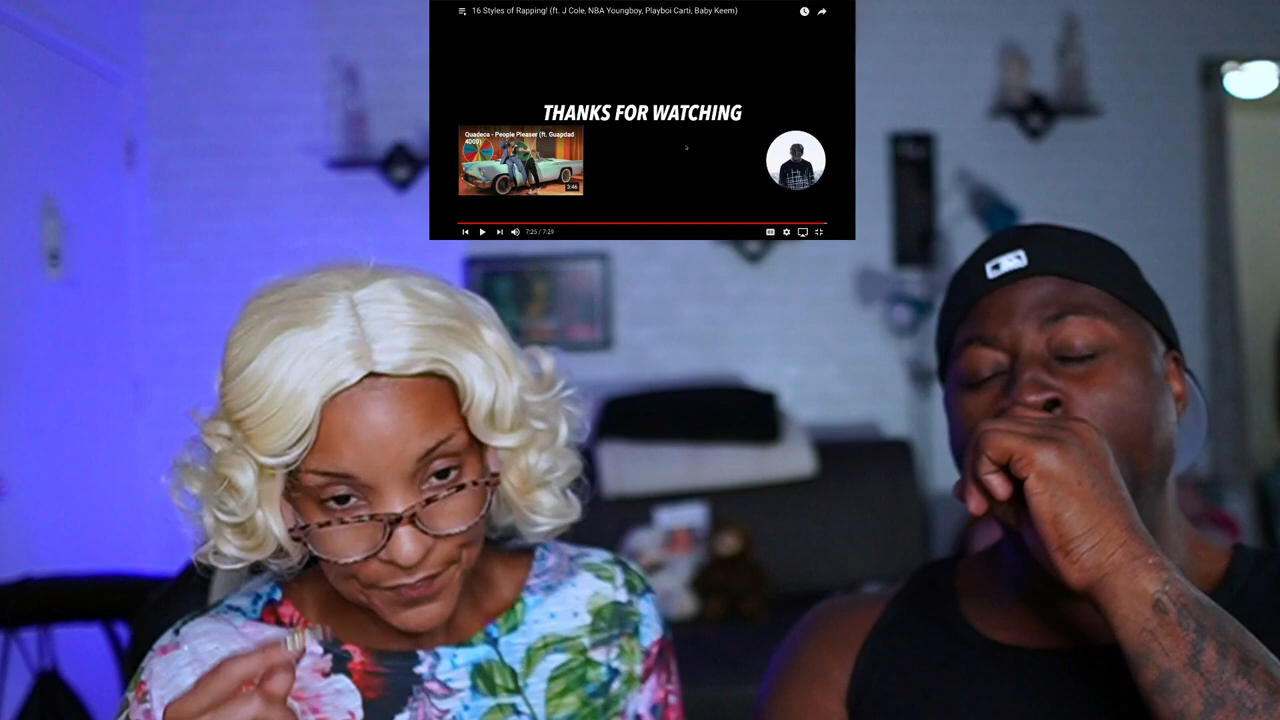 16 Styles of Rapping! (ft. J Cole, NBA Youngboy, Playboi Carti, Baby Keem)
THANKS FOR WATCHING
Quadeca - People Pleaser (ft. Guapdad
4000)
3:46
7:25 / 7:29